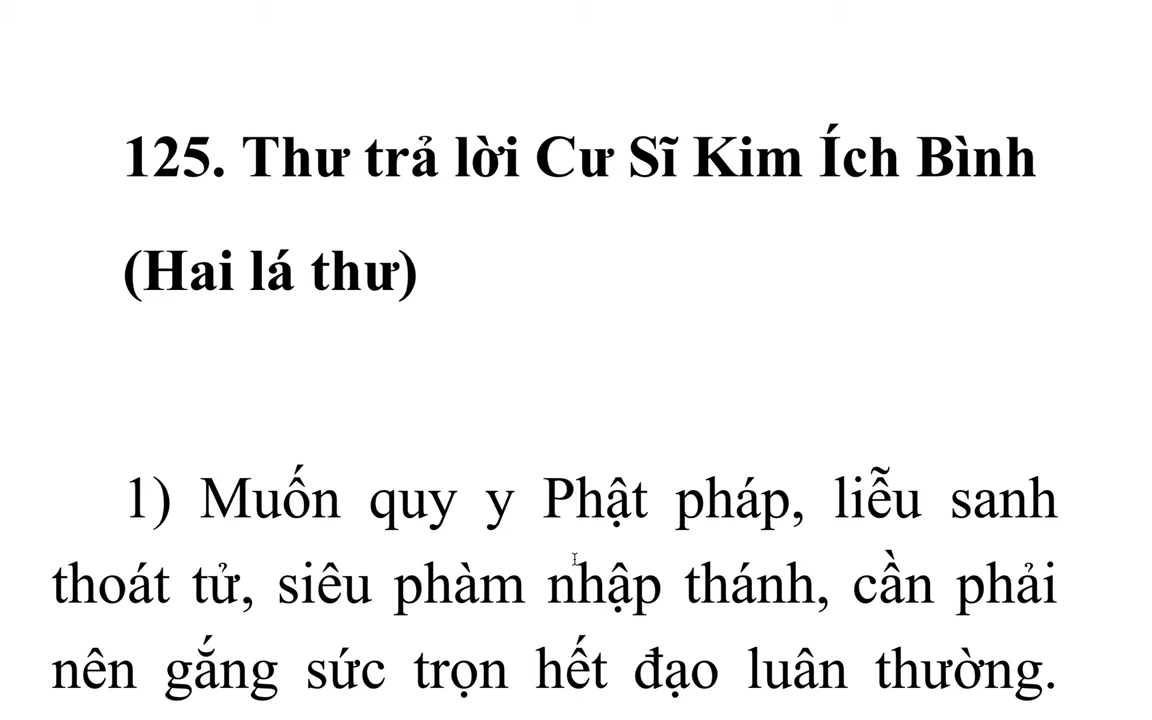 125. Thư trả lời Cư Sĩ Kim Ích Bình
(Hai lá thư)
1) Muốn quy y Phật pháp, liễu sanh
thoát tử, siêu phàm nhập thánh, cần phải
nên gắng sức trọn hết đạo luân thường.